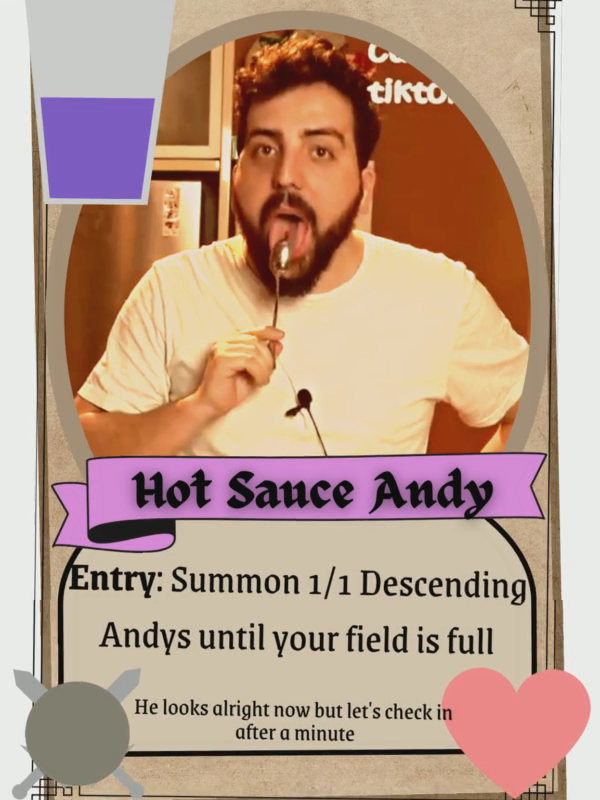 tikto
Hot Sauce Andy
Entry: Summon 1/1 Descending
Andys until your field is full
He looks alright now but let's check in
after a minute